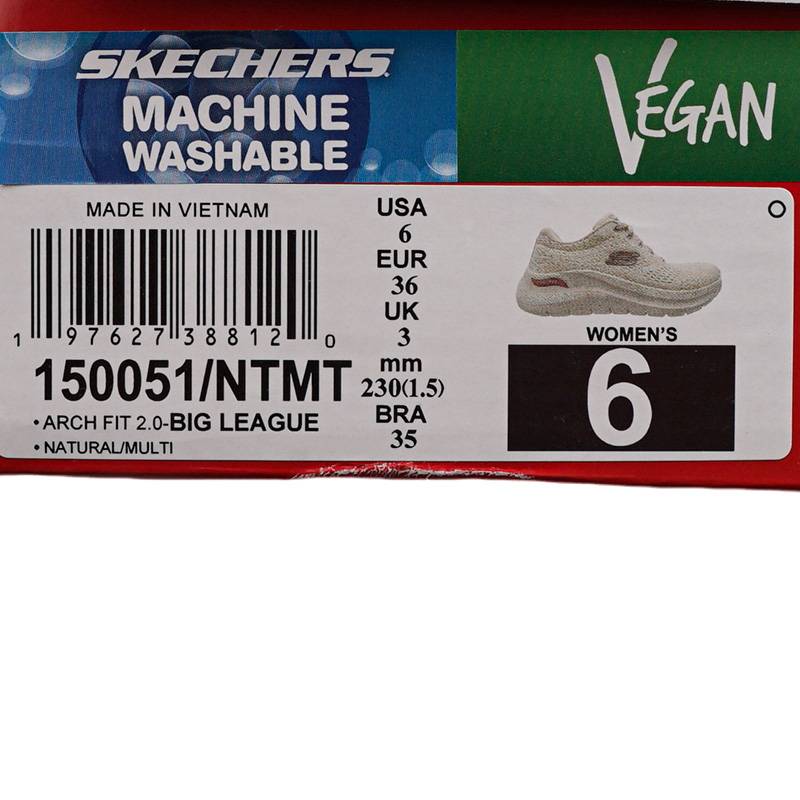 SKECHERS
MACHINE
WASHABLE
VEGAN
MADE IN VIETNAM
1 97627 38812 0
150051/NTMT
• ARCH FIT 2.0-BIG LEAGUE
• NATURAL/MULTI
USA
6
EUR
36
UK
3
mm
230(1.5)
BRA
35
O
WOMEN'S
6